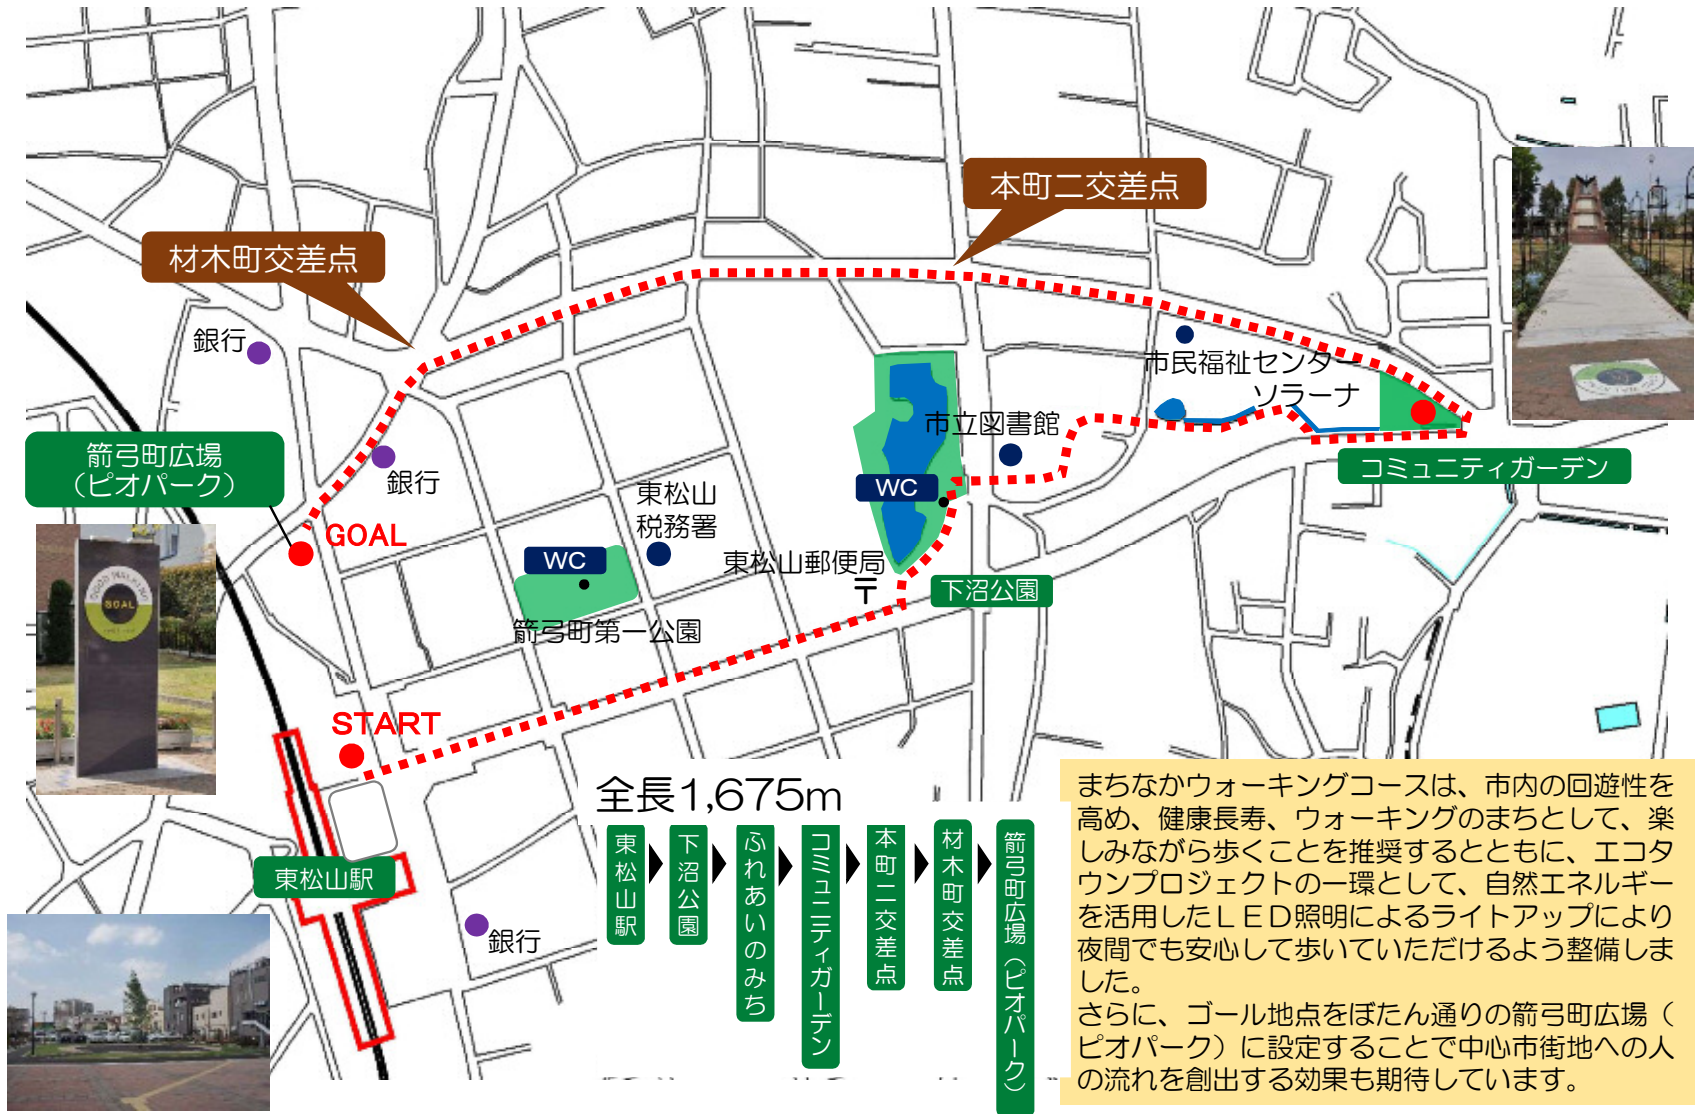 本町二交差点
材木町交差点
銀行
市民福祉センター
ソラーナ
市立図書館
箭弓町広場
（ピオパーク）
銀行
コミュニティガーデン
WC
東松山
税務署
GOAL
WC
東松山郵便局
〒
下沼公園
箭弓町第一公園
GOAL
START
東松山駅
銀行
全長1,675m
東松山駅
下沼公園
ふれあいのみち
コミュニティガーデン
本町二交差点
材木町交差点
箭弓町広場（ピオパーク）
まちなかウォーキングコースは、市内の回遊性を
高め、健康長寿、ウォーキングのまちとして、楽
しみながら歩くことを推奨するとともに、エコタ
ウンプロジェクトの一環として、自然エネルギー
を活用したＬＥＤ照明によるライトアップにより
夜間でも安心して歩いていただけるよう整備しま
した。
さらに、ゴール地点をぼたん通りの箭弓町広場（
ピオパーク）に設定することで中心市街地への人
の流れを創出する効果も期待しています。